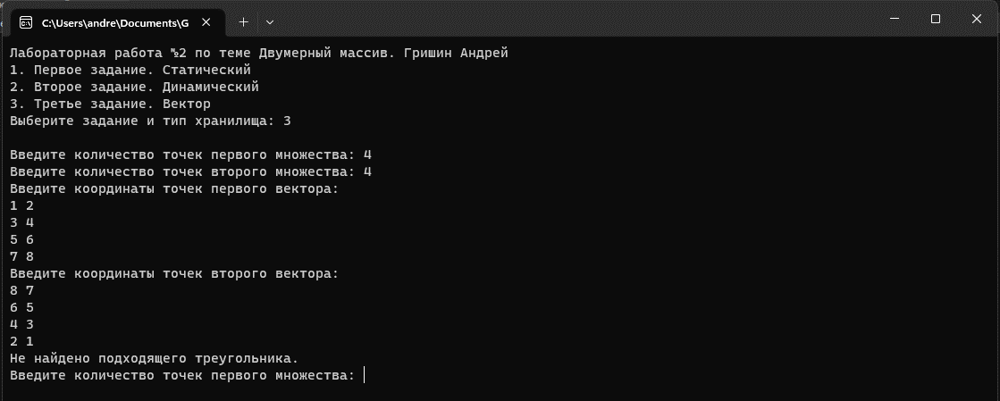 C:\Users\andre\Documents\G
Лабораторная работа №2 по теме Двумерный массив. Гришин Андрей
1. Первое задание. Статический
2. Второе задание. Динамический
3. Третье задание. Вектор
Выберите задание и тип хранилища: 3
Введите количество точек первого множества: 4
Введите количество точек второго множества: 4
Введите координаты точек первого вектора:
1 2
3 4
5 6
7 8
Введите координаты точек второго вектора:
8 7
6 5
4 3
2 1
Не найдено подходящего треугольника.
Введите количество точек первого множества: